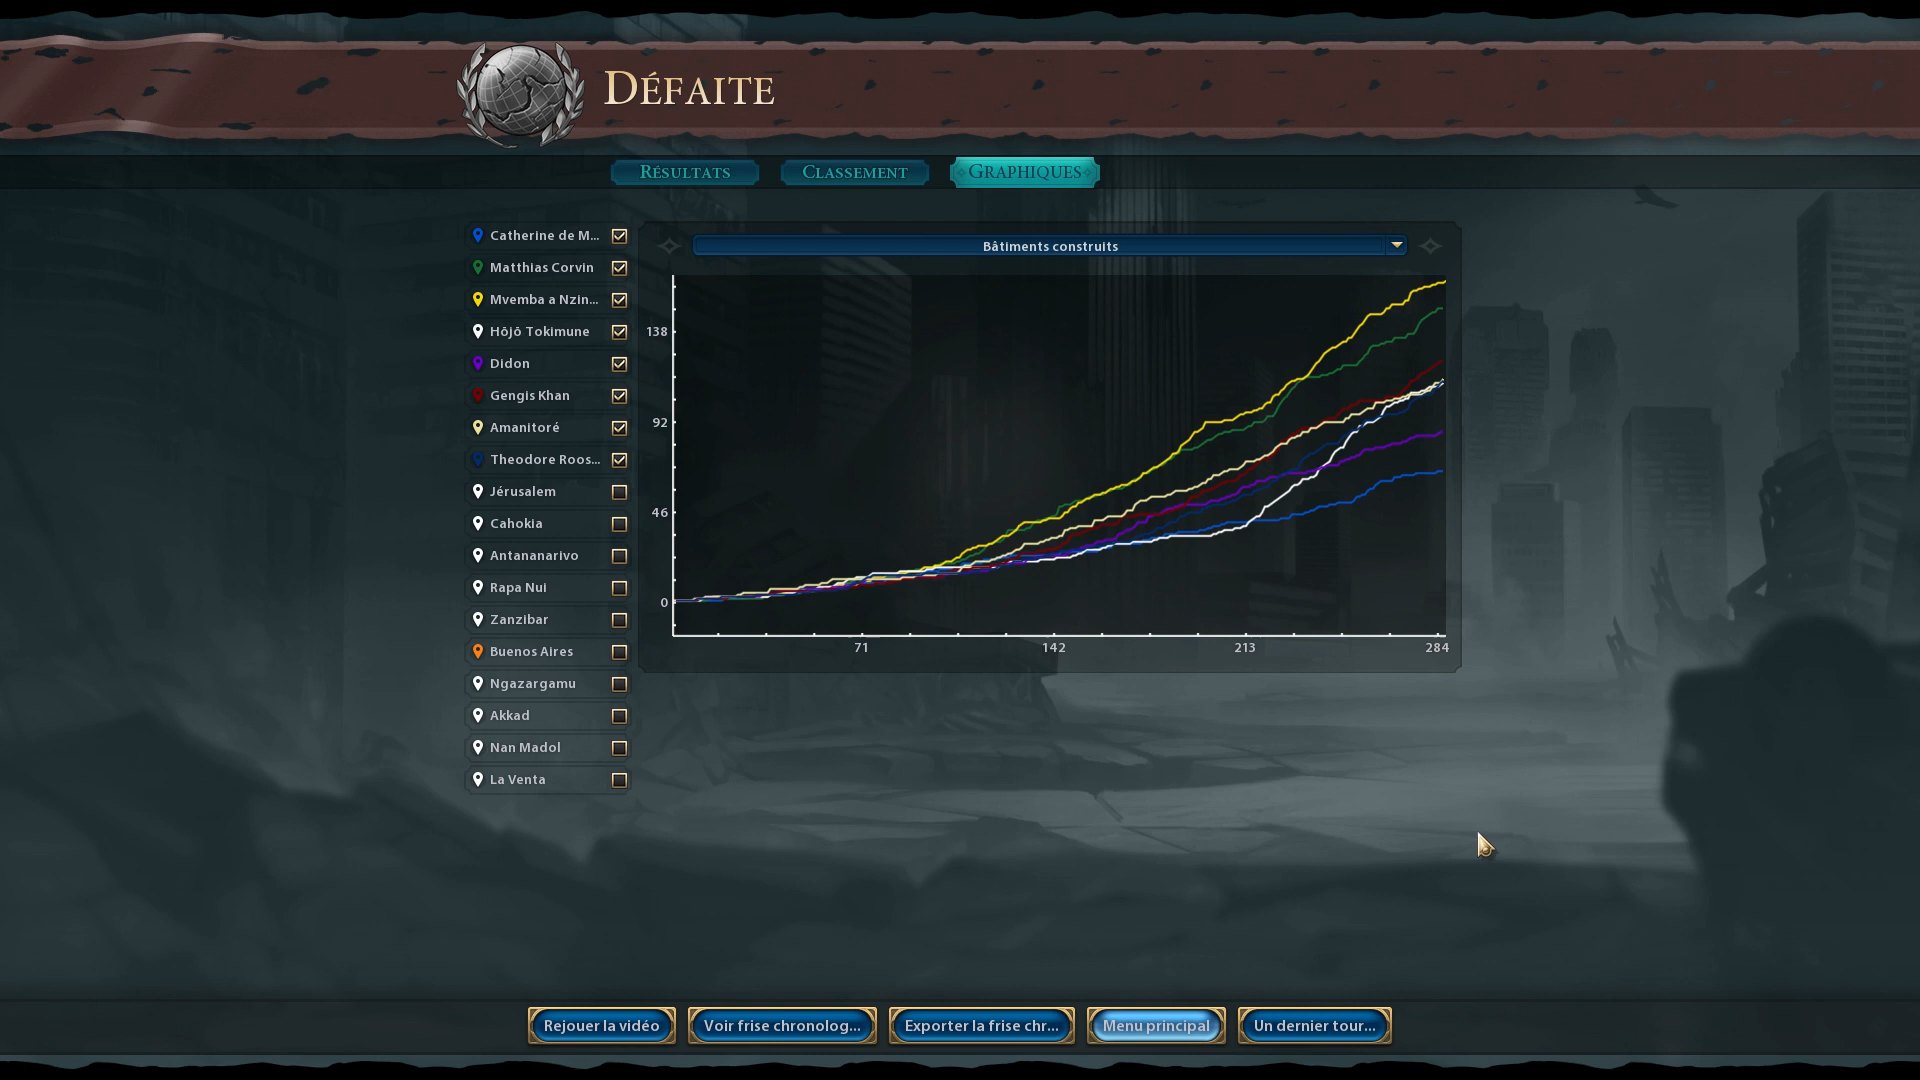 DÉFAITE
RÉSULTATS
CLASSEMENT
GRAPHIQUES
Catherine de M...
Matthias Corvin
Mvemba a Nzin...
Hôjô Tokimune
Didon
Gengis Khan
Amanitoré
Theodore Roos...
Jérusalem
Cahokia
Antananarivo
Rapa Nui
Zanzibar
Buenos Aires
Ngazargamu
Akkad
Nan Madol
La Venta
Bâtiments construits
138
92
46
0
71
142
213
284
Rejouer la vidéo
Voir frise chronolog...
Exporter la frise chr...
Menu principal
Un dernier tour...